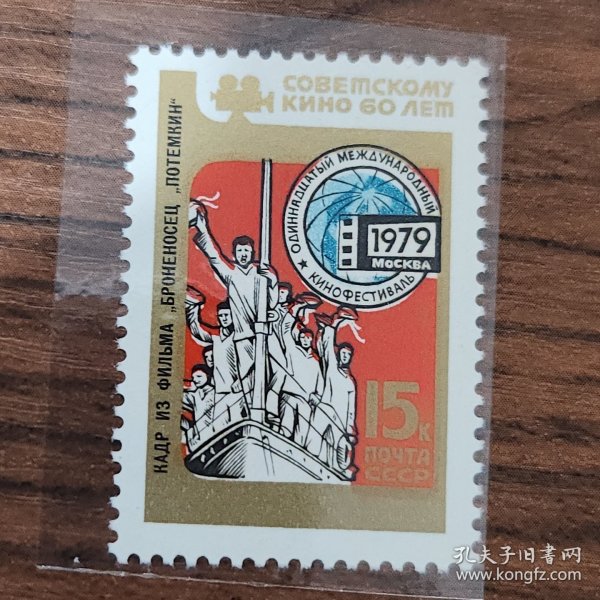 СОВЕТСКОМУ
КИНО 60 ЛЕТ
КАДР ИЗ ФИЛЬМА „БРОНЕНОСЕЦ „ПОТЕМКИН“
ОДИННАДЦАТЫЙ МЕЖДУНАРОДНЫЙ
КИНОФЕСТИВАЛЬ
1979
МОСКВА
15к
ПОЧТА
СССР
孔夫子旧书网
www.kongfz.com